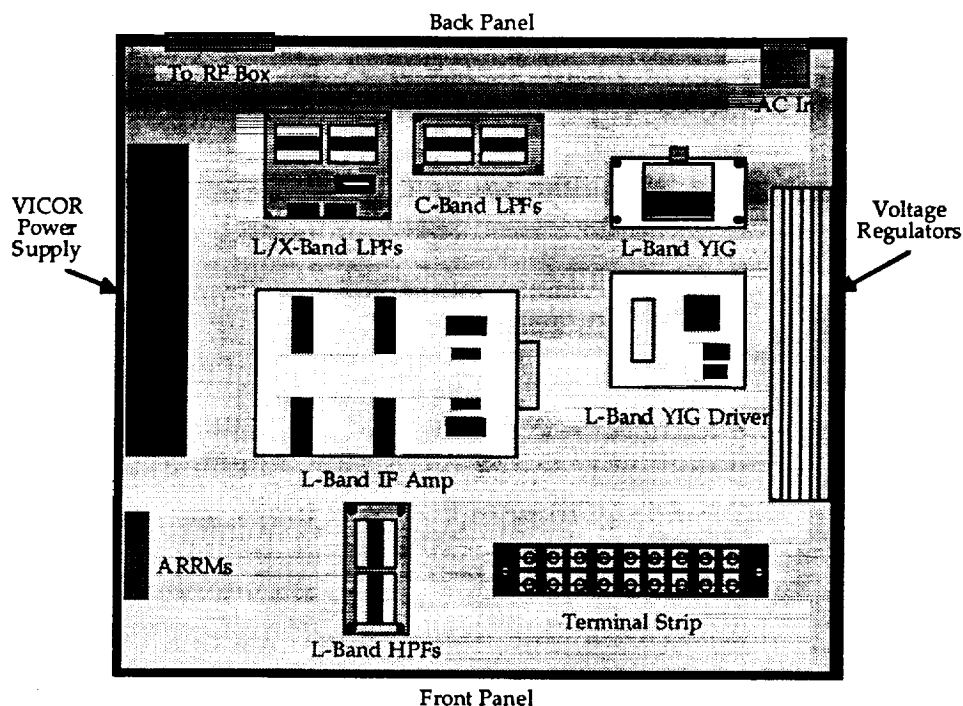 Back Panel
To RF Box
AC In
VICOR
Power
Supply
C-Band LPFs
L/X-Band LPFs
L-Band YIG
Voltage
Regulators
L-Band YIG Driver
L-Band IF Amp
ARRMs
Terminal Strip
L-Band HPFs
Front Panel